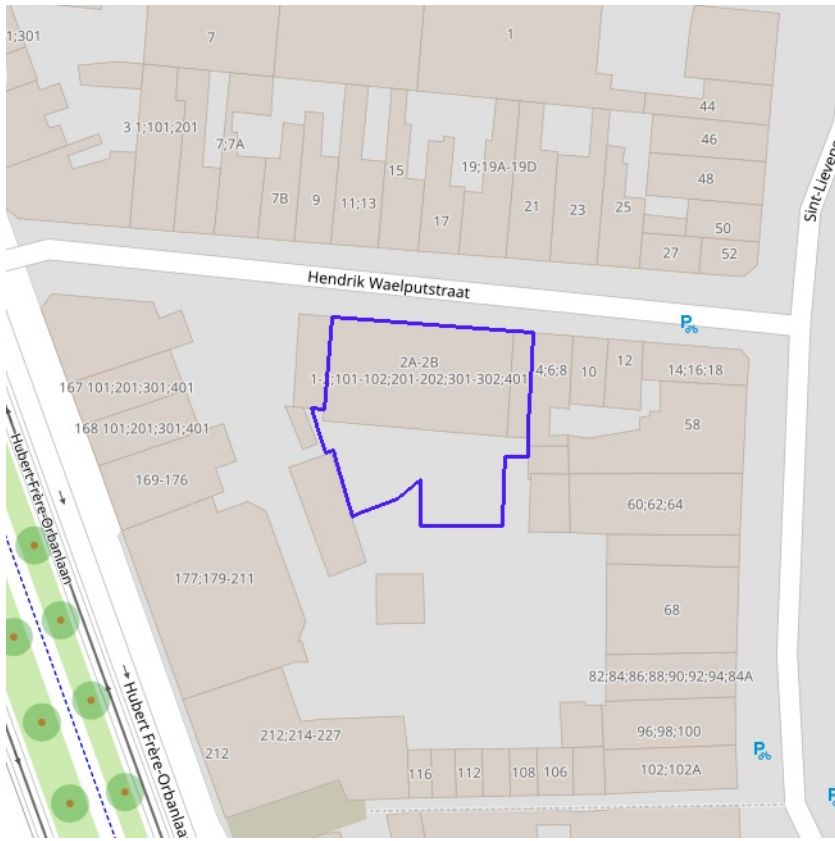 1;301
7
1
44
3 1;101;201
7;7A
46
15
19;19A-19D
48
7B
9
11;13
17
21
23
25
50
27
52
Sint-Lievens
Hendrik Waelputstraat
2A-2B
1-2;101-102;201-202;301-302;401
4;6;8
10
12
14;16;18
167 101;201;301;401
168 101;201;301;401
58
169-176
60;62;64
Hubert-Frère-Orbanlaan
177;179-211
68
82;84;86;88;90;92;94;84A
Hubert Frère-Orbanlaa
212
212;214-227
96;98;100
116
112
108
106
102;102A
P
P
P